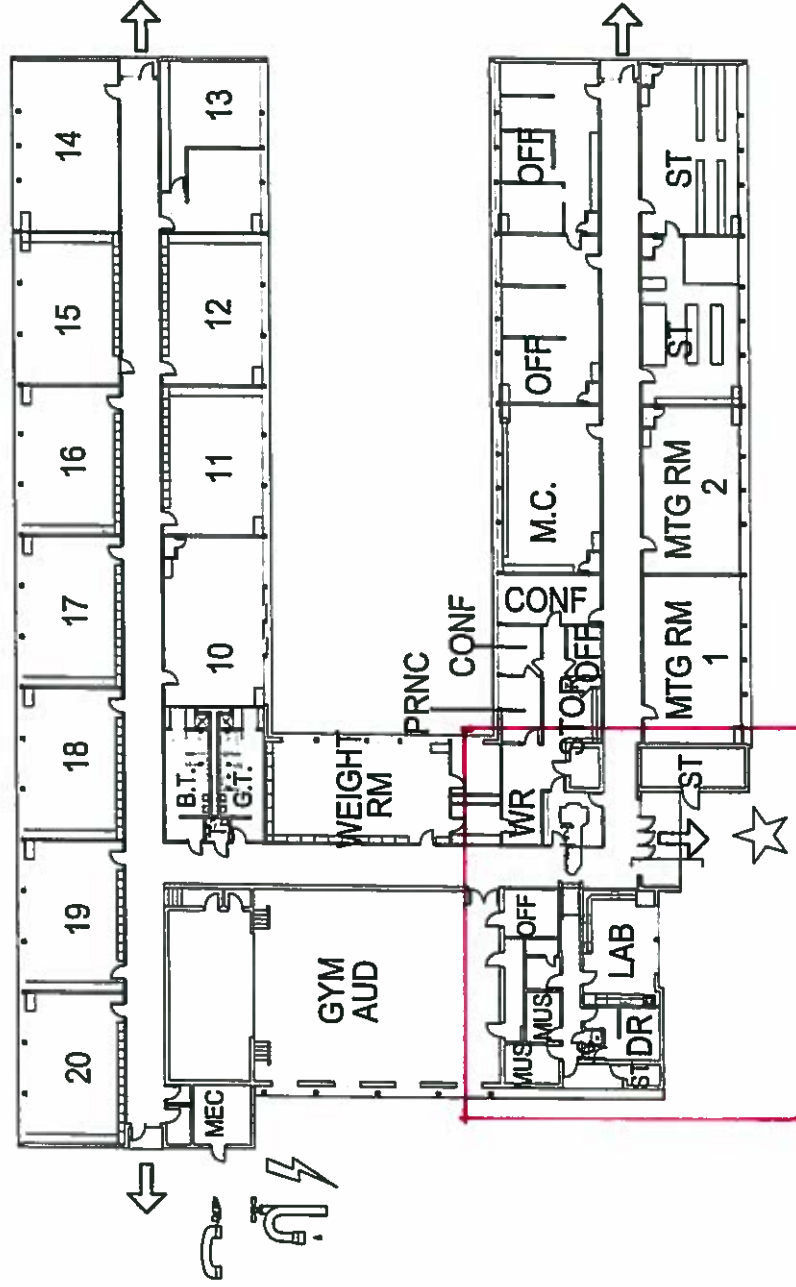 14
13
15
12
16
11
17
10
18
B.T.
G.T.
19
20
MEC
WEIGHT
RM
GYM
AUD
PRNC
CONF
CONF
OFF
OFF
M.C.
OFF
STOR
WR
ST
ST
MTG RM
2
MTG RM
1
ST
OFF
MUS
MUS
LAB
DR
ST